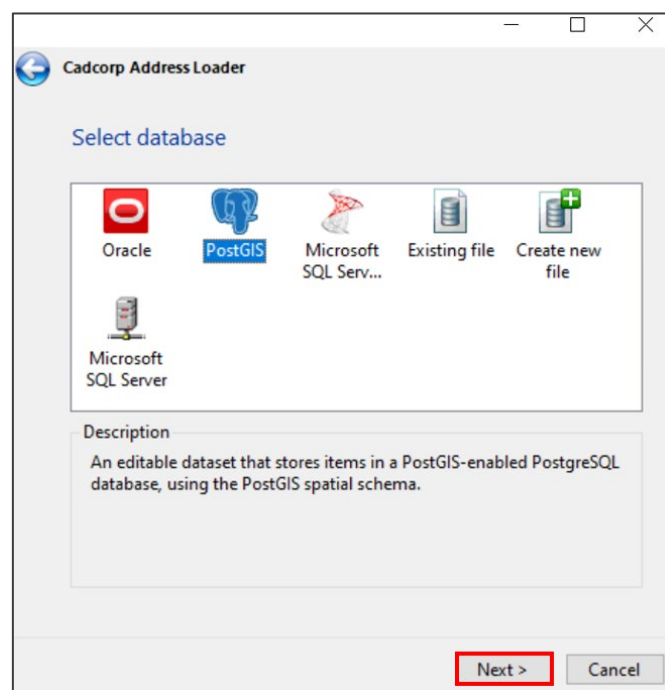 Cadcorp Address Loader
Select database
Oracle
PostGIS
Microsoft
SQL Serv...
Existing file
Create new
file
Microsoft
SQL Server
Description
An editable dataset that stores items in a PostGIS-enabled PostgreSQL
database, using the PostGIS spatial schema.
Next >
Cancel